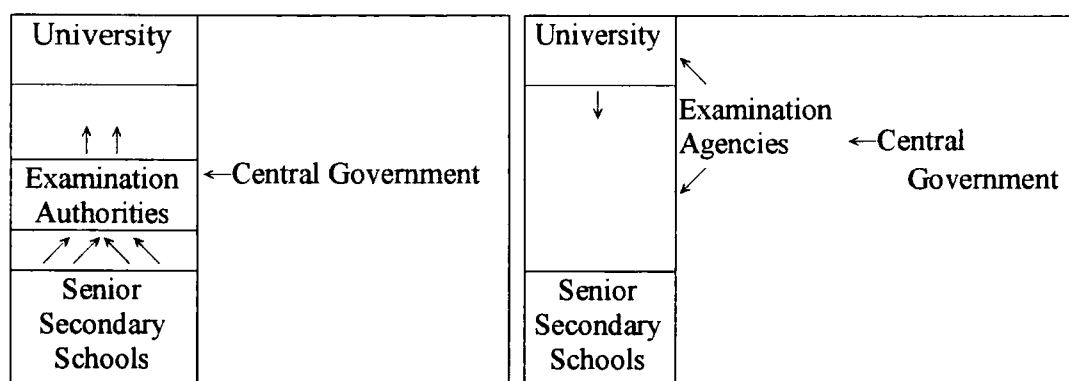 University
Examination
Authorities
←Central Government
Senior
Secondary
Schools
University
Examination
Agencies
←Central
Government
Senior
Secondary
Schools